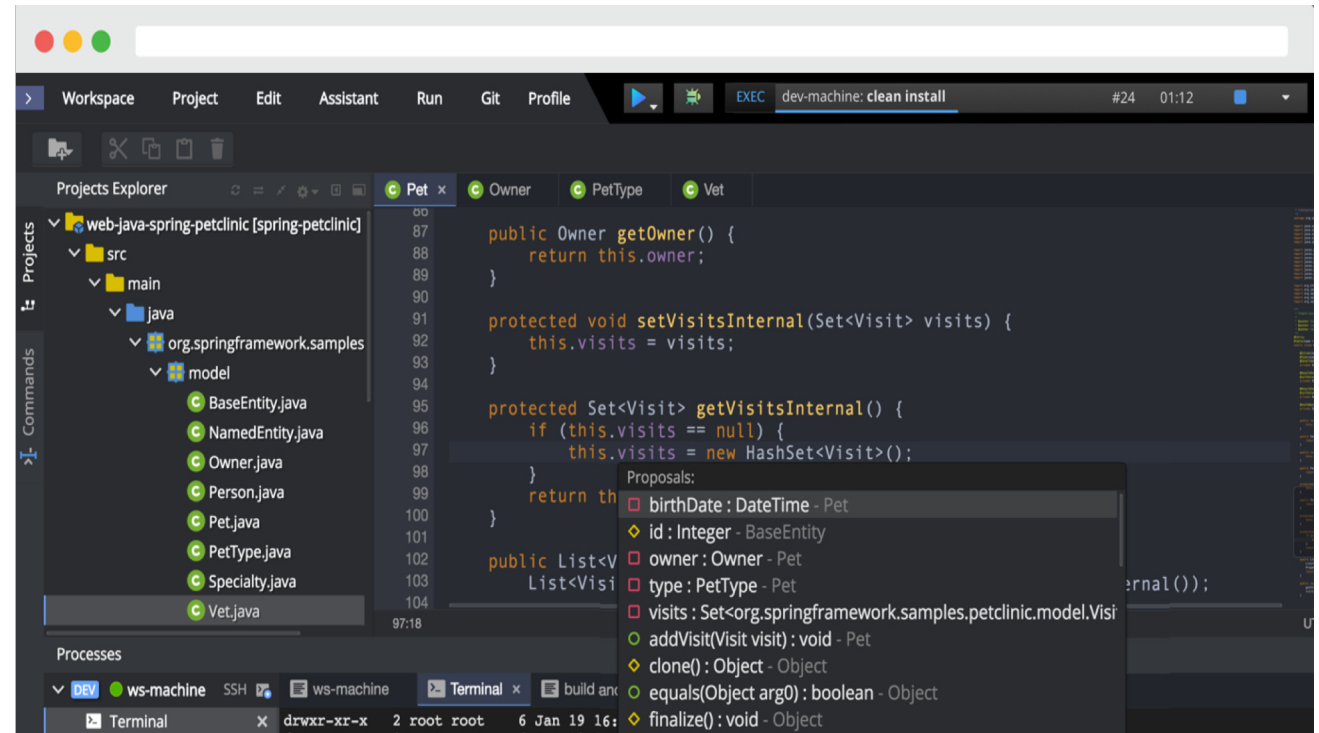 Workspace Project Edit Assistant Run Git Profile EXEC dev-machine: clean install #24 01:12
Projects Explorer
Pet × Owner PetType Vet
Projects
Commands
web-java-spring-petclinic [spring-petclinic]
src
main
java
org.springframework.samples
model
BaseEntity.java
NamedEntity.java
Owner.java
Person.java
Pet.java
PetType.java
Specialty.java
Vet.java
86
87 public Owner getOwner() {
88 return this.owner;
89 }
90
91 protected void setVisitsInternal(Set<Visit> visits) {
92 this.visits = visits;
93 }
94
95 protected Set<Visit> getVisitsInternal() {
96 if (this.visits == null) {
97 this.visits = new HashSet<Visit>();
98 }
99 return th
100 }
101
102 public List<V
103 List<Visi ernal());
104
97:18
Proposals:
birthDate : DateTime - Pet
id : Integer - BaseEntity
owner : Owner - Pet
type : PetType - Pet
visits : Set<org.springframework.samples.petclinic.model.Visi
addVisit(Visit visit) : void - Pet
clone() : Object - Object
equals(Object arg0) : boolean - Object
finalize() : void - Object
Processes
DEV ws-machine SSH ws-machine Terminal × build and
Terminal × drwxr-xr-x 2 root root 6 Jan 19 16: